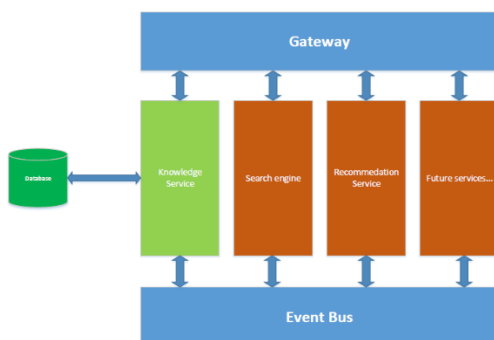 Gateway
Database
Knowledge
Service
Search engine
Recommedation
Service
Future services...
Event Bus